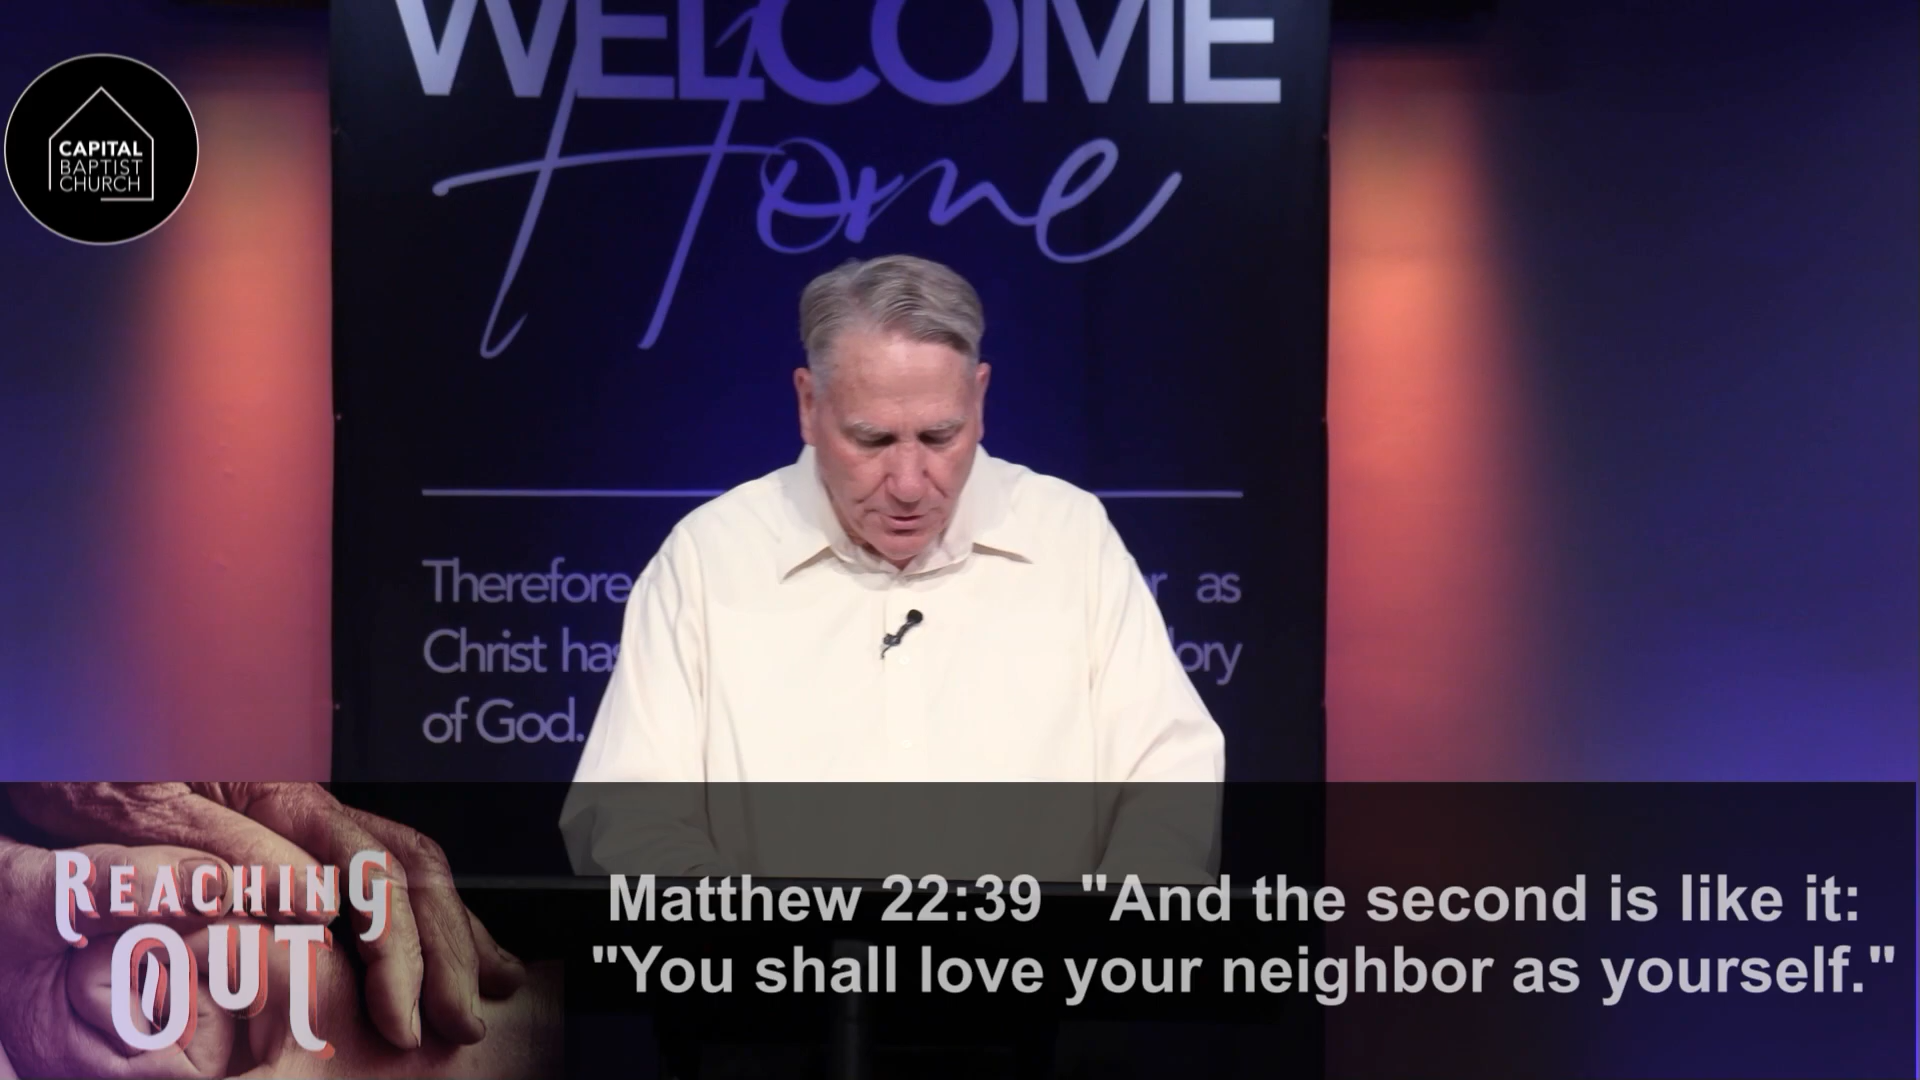 WELCOME
Home
CAPITAL
BAPTIST
CHURCH
Therefore as
Christ has
of God.
REACHING
OUT
Matthew 22:39 "And the second is like it:
"You shall love your neighbor as yourself."